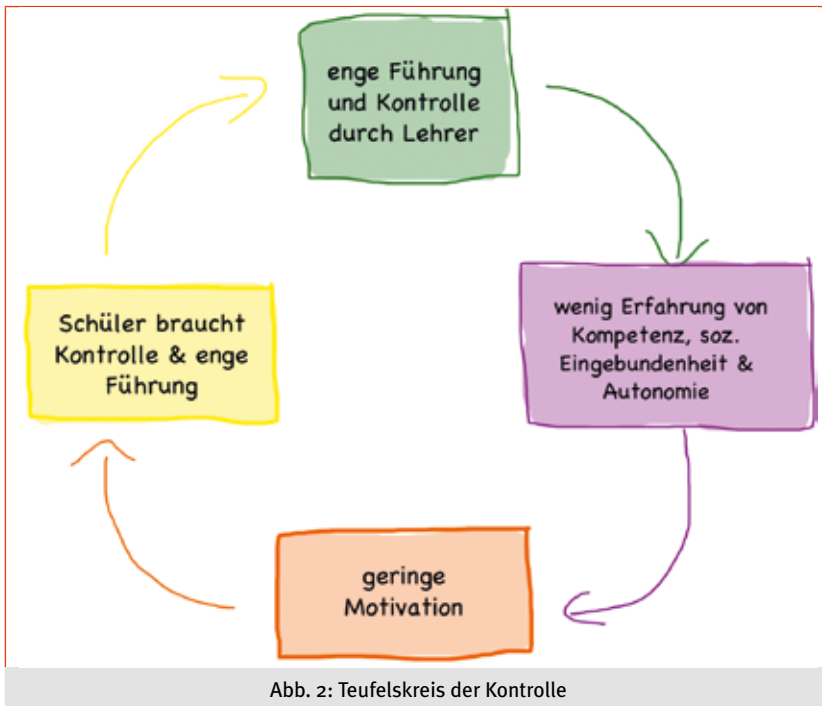 enge Führung
und Kontrolle
durch Lehrer
wenig Erfahrung von
Kompetenz, soz.
Eingebundenheit &
Autonomie
geringe
Motivation
Schüler braucht
Kontrolle & enge
Führung
Abb. 2: Teufelskreis der Kontrolle